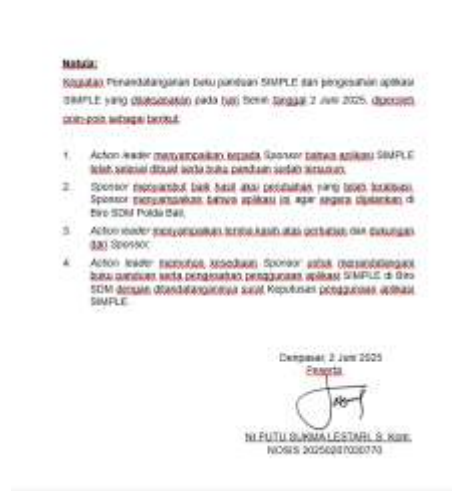 Notula:
Kegiatan Penandatanganan buku panduan SIMPLE dan pengesahan aplikasi
SIMPLE yang dilaksanakan pada hari Senin tanggal 2 Juni 2025, diperoleh
poin-poin sebagai berikut:
1. Action leader menyampaikan kepada Sponsor bahwa aplikasi SIMPLE
telah selesai dibuat serta buku panduan sudah tersusun.
2. Sponsor menyambut baik hasil aksi perubahan yang telah
Sponsor menyampaikan bahwa aplikasi ini agar segera dijalankan di
Biro SDM Polda Bali.
3. Action leader menyampaikan terima kasih atas perhatian dan dukungan
dari Sponsor.
4. Action leader memohon kesediaan Sponsor untuk menandatangani
buku panduan serta pengesahan penggunaan aplikasi SIMPLE di Biro
SDM dengan ditandatanganinya surat Keputusan penggunaan aplikasi
SIMPLE.
Denpasar, 2 Juni 2025
Peserta
NI PUTU SUKMA LESTARI, S. Kom.
NOSIS 20250207030770